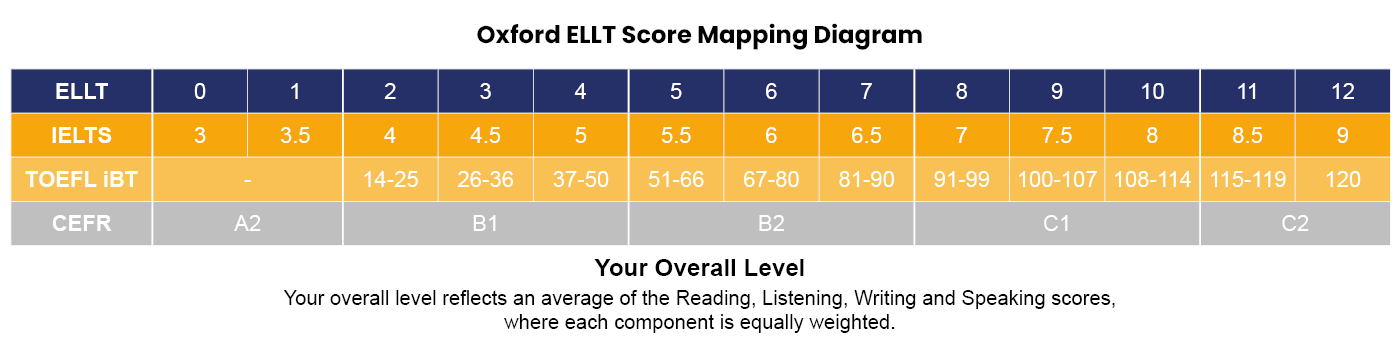 Oxford ELLT Score Mapping Diagram
ELLT 0 1 2 3 4 5 6 7 8 9 10 11 12
IELTS 3 3.5 4 4.5 5 5.5 6 6.5 7 7.5 8 8.5 9
TOEFL iBT - 14-25 26-36 37-50 51-66 67-80 81-90 91-99 100-107 108-114 115-119 120
CEFR A2 B1 B2 C1 C2
Your Overall Level
Your overall level reflects an average of the Reading, Listening, Writing and Speaking scores,
where each component is equally weighted.